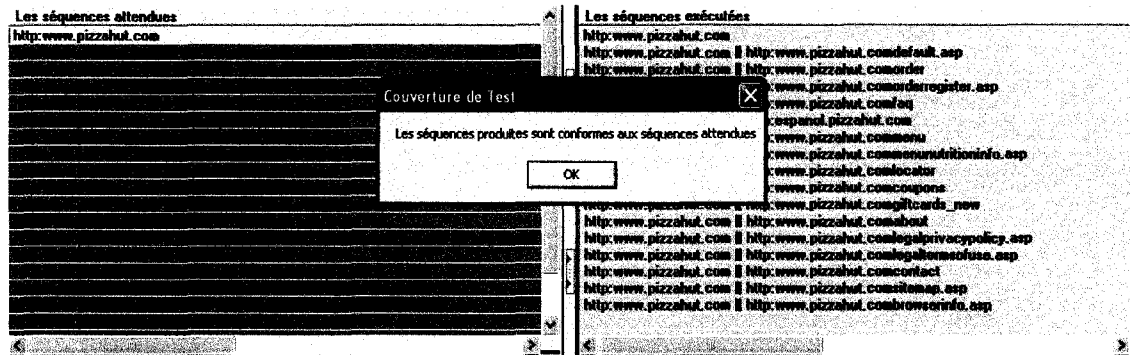 Les séquences attendues
http:www.pizzahut.com
Les séquences exécutées
http:www.pizzahut.com
http:www.pizzahut.com || http:www.pizzahut.comdefault.asp
http:www.pizzahut.com || http:www.pizzahut.comorder
www.pizzahut.comorderregister.asp
www.pizzahut.comfaq
espanol.pizzahut.com
www.pizzahut.commenu
www.pizzahut.commenunutritioninfo.asp
www.pizzahut.comlocator
www.pizzahut.comcoupons
http:www.pizzahut.com || http:www.pizzahut.comgiftcards_new
http:www.pizzahut.com || http:www.pizzahut.comabout
http:www.pizzahut.com || http:www.pizzahut.comlegalprivacypolicy.asp
http:www.pizzahut.com || http:www.pizzahut.comlegaltermsofuse.asp
http:www.pizzahut.com || http:www.pizzahut.comcontact
http:www.pizzahut.com || http:www.pizzahut.comsitemap.asp
http:www.pizzahut.com || http:www.pizzahut.combrowserinfo.asp
Couverture de Test
Les séquences produites sont conformes aux séquences attendues
OK